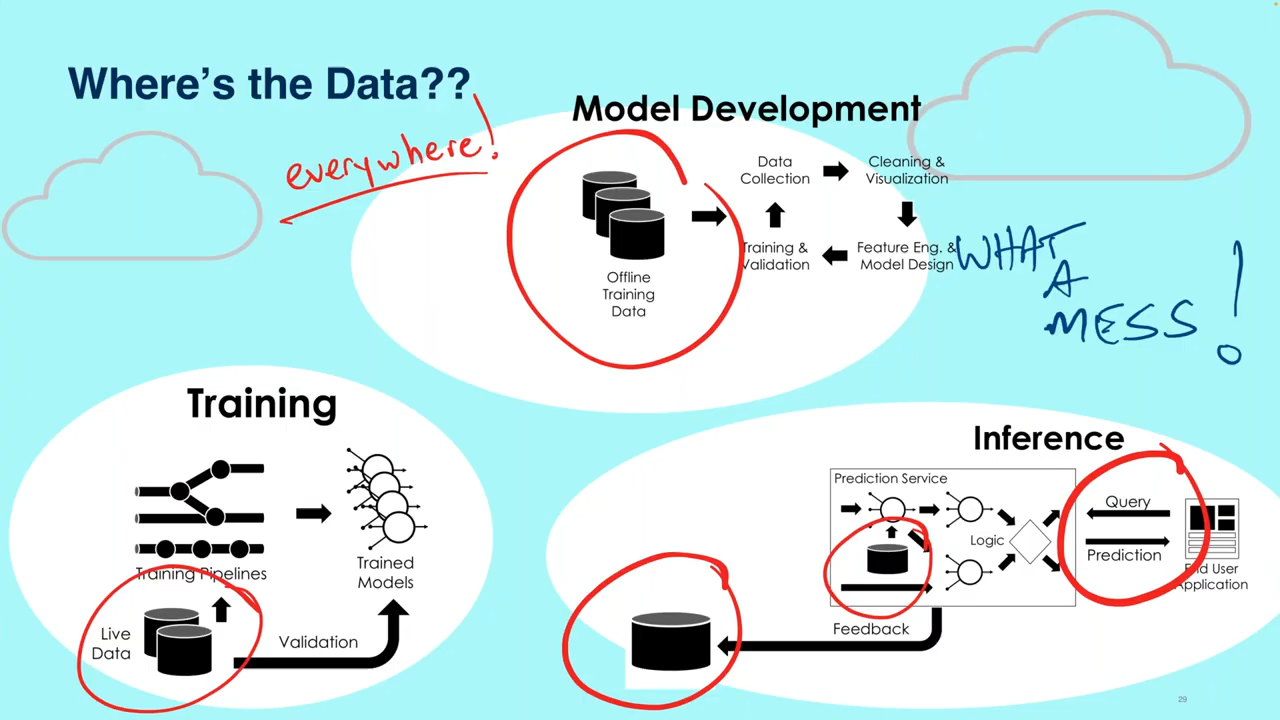 Where's the Data??
everywhere!
Model Development
Offline
Training
Data
Data
Collection
Cleaning &
Visualization
Feature Eng. &
Model Design
Training &
Validation
WHAT
A
MESS!
Training
Training Pipelines
Trained
Models
Live
Data
Validation
Inference
Prediction Service
Logic
Query
Prediction
End User
Application
Feedback
29